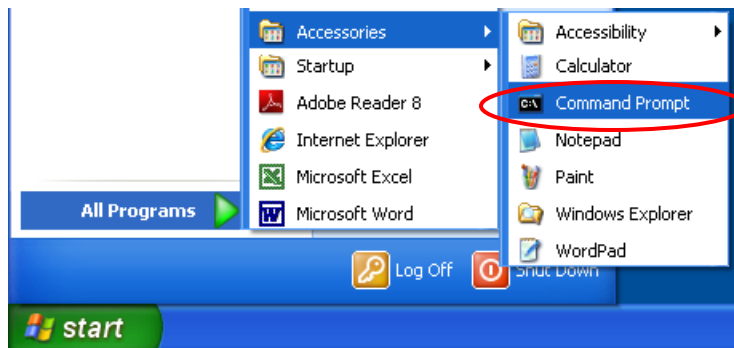 Accessories
Startup
Adobe Reader 8
Internet Explorer
Microsoft Excel
Microsoft Word
Accessibility
Calculator
C:\
Command Prompt
Notepad
Paint
Windows Explorer
WordPad
All Programs
Log Off
Shut Down
start